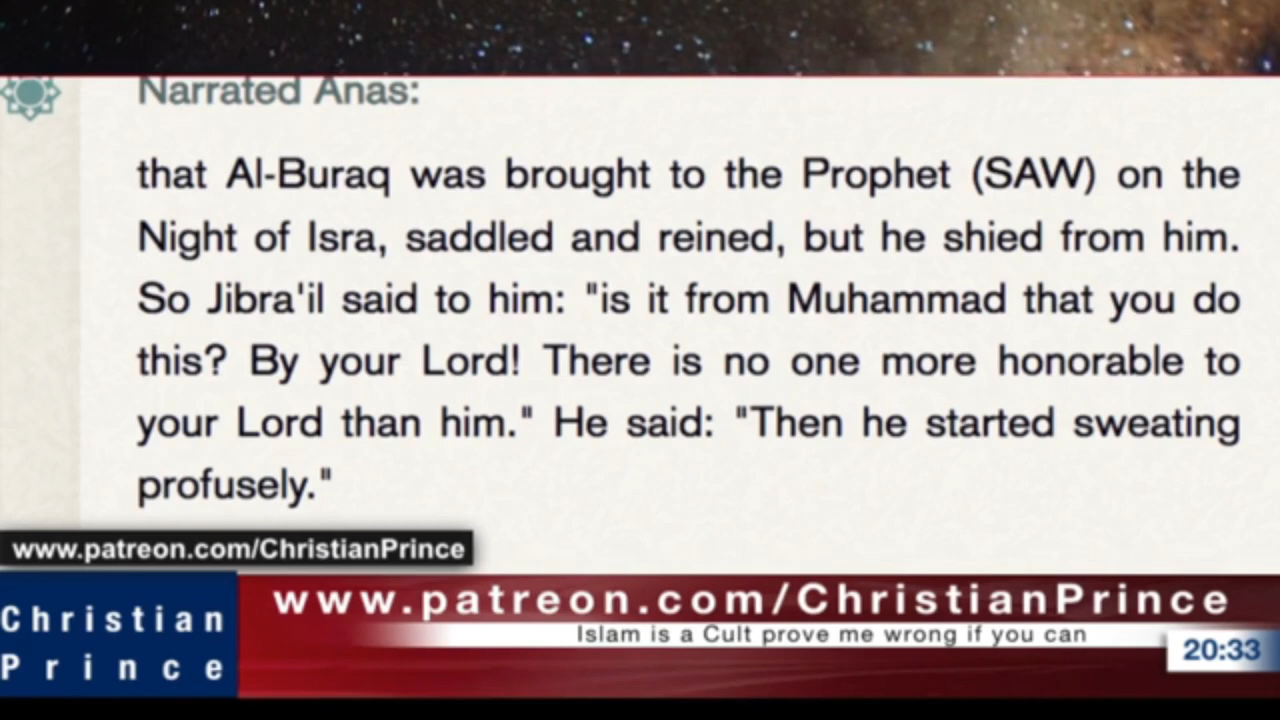 Narrated Anas:
that Al-Buraq was brought to the Prophet (SAW) on the
Night of Isra, saddled and reined, but he shied from him.
So Jibra'il said to him: "is it from Muhammad that you do
this? By your Lord! There is no one more honorable to
your Lord than him." He said: "Then he started sweating
profusely."
www.patreon.com/ChristianPrince
Christian
Prince
www.patreon.com/ChristianPrince
Islam is a Cult prove me wrong if you can
20:33